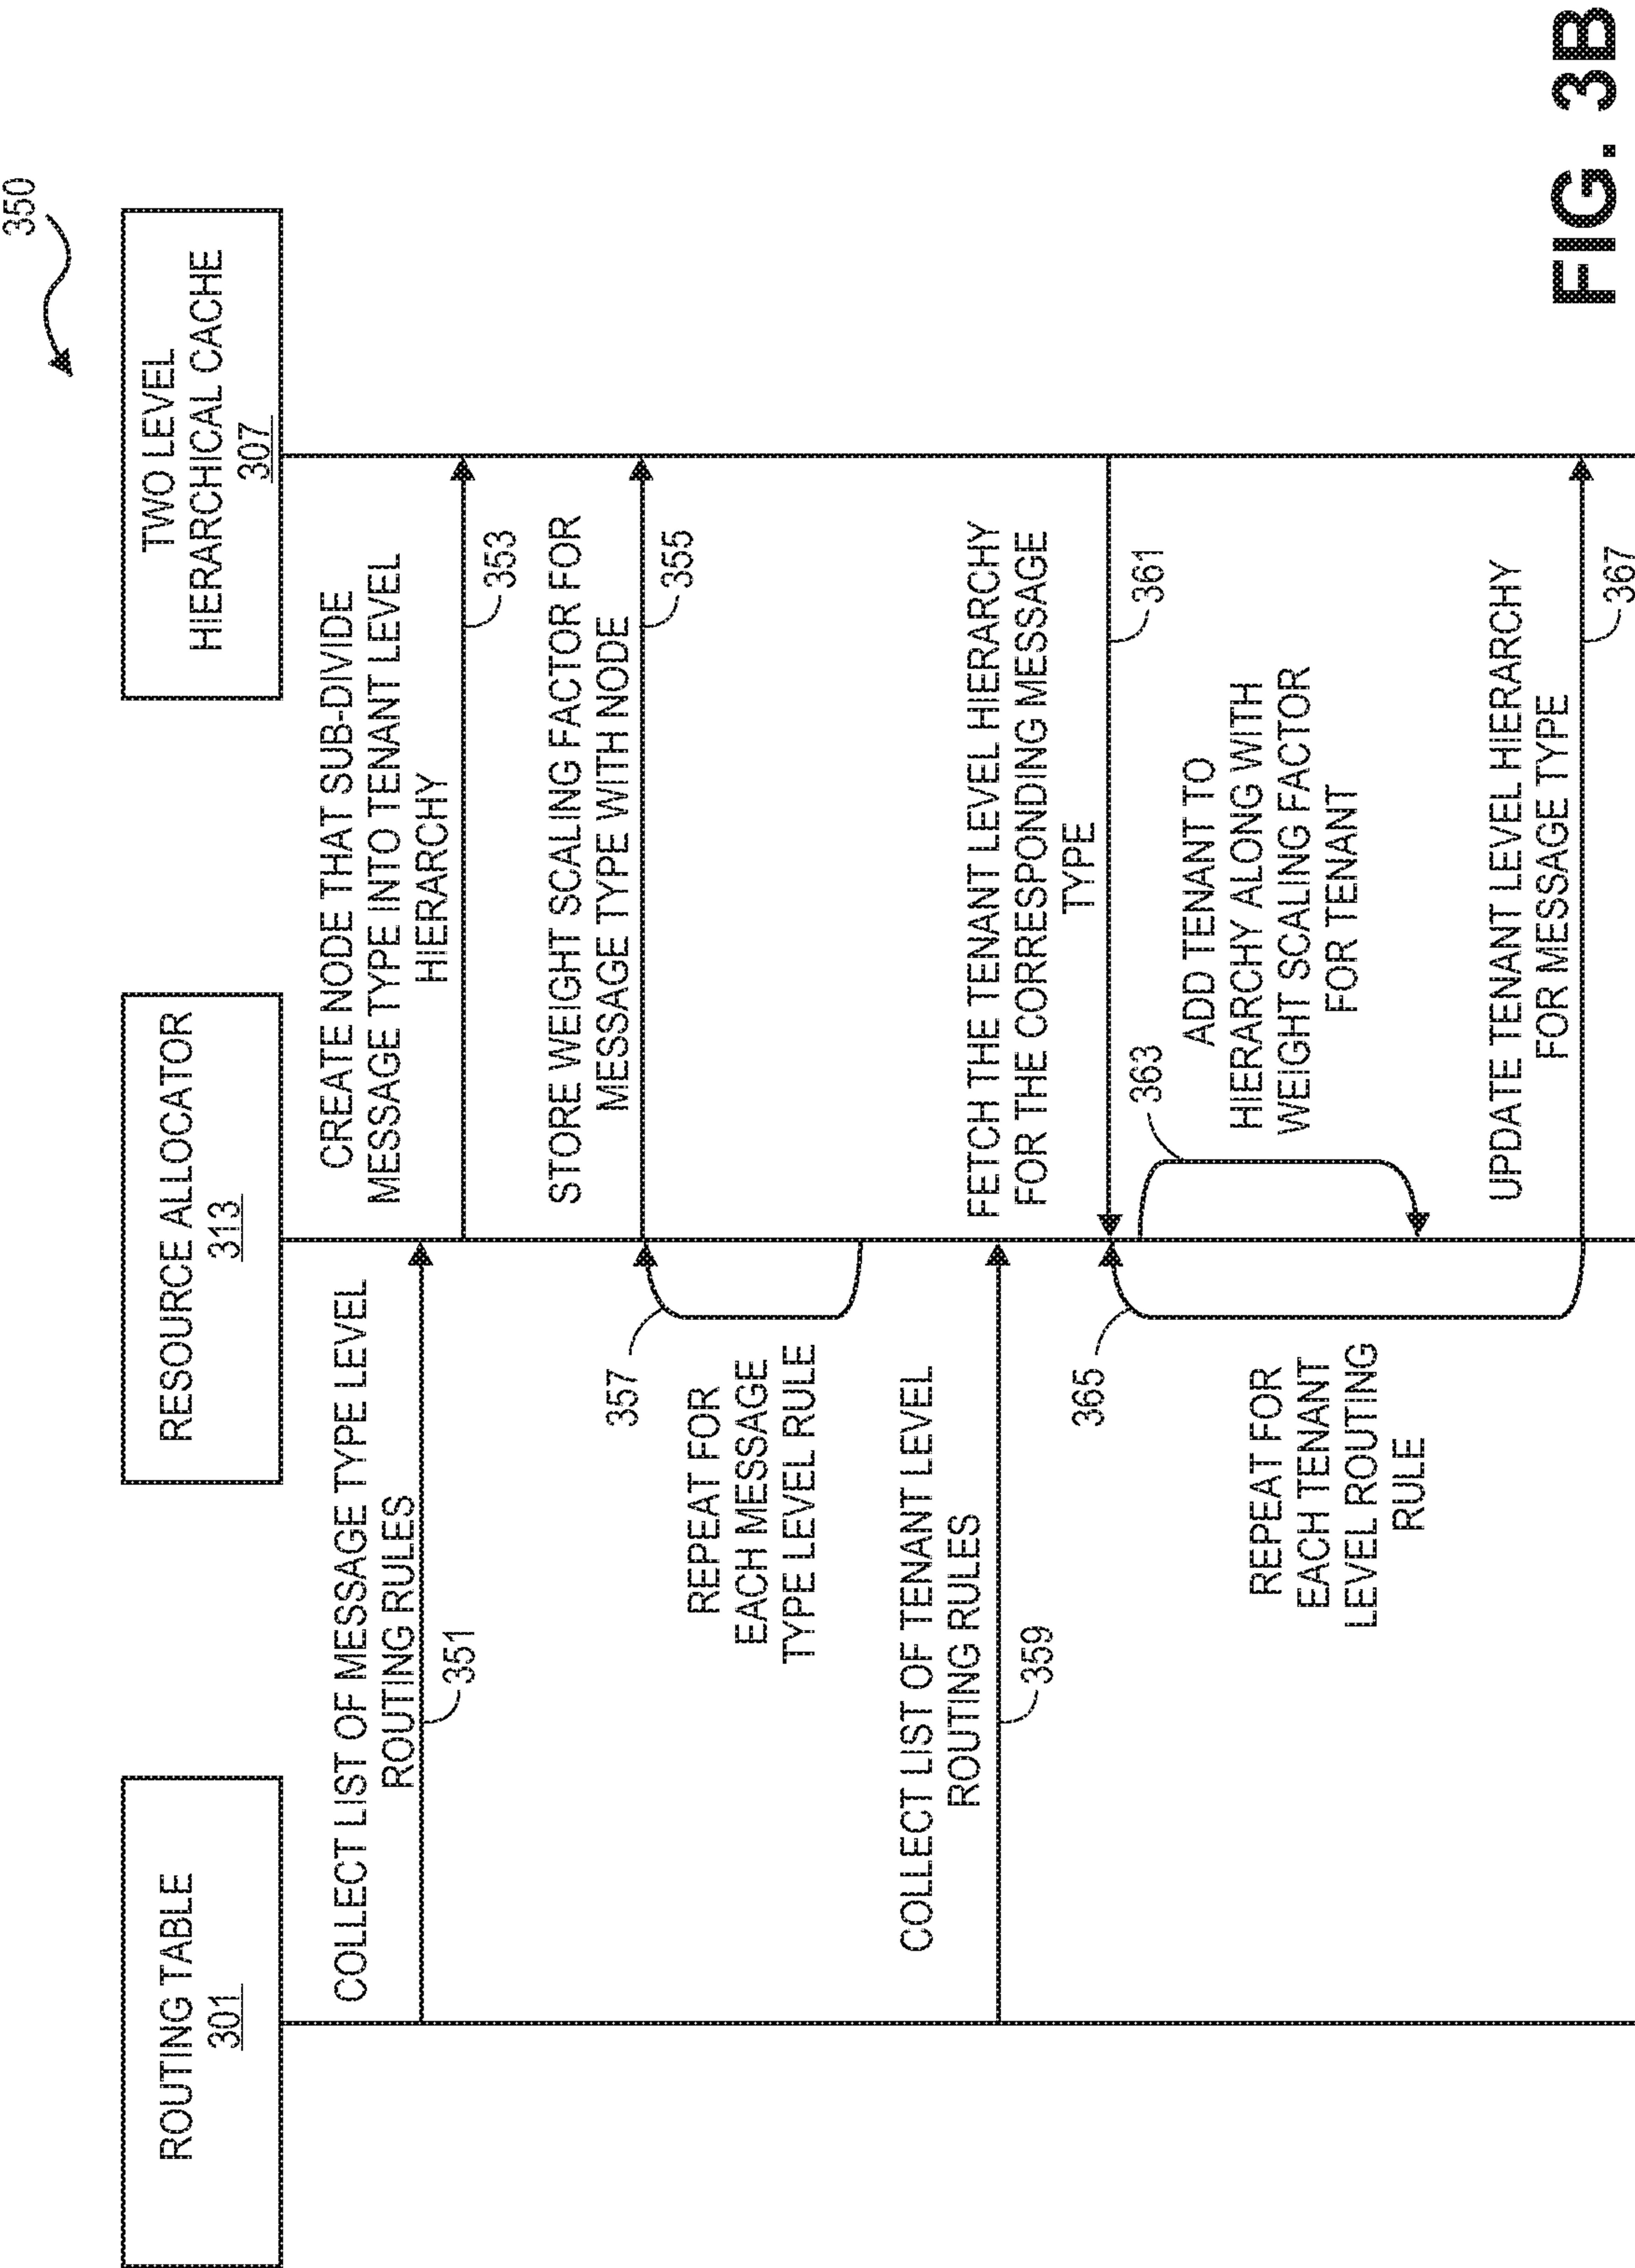 350
ROUTING TABLE
301
RESOURCE ALLOCATOR
313
TWO LEVEL
HIERARCHICAL CACHE
307
COLLECT LIST OF MESSAGE TYPE LEVEL
ROUTING RULES
351
CREATE NODE THAT SUB-DIVIDE
MESSAGE TYPE INTO TENANT LEVEL
HIERARCHY
353
STORE WEIGHT SCALING FACTOR FOR
MESSAGE TYPE WITH NODE
355
357
REPEAT FOR
EACH MESSAGE
TYPE LEVEL RULE
COLLECT LIST OF TENANT LEVEL
ROUTING RULES
359
FETCH THE TENANT LEVEL HIERARCHY
FOR THE CORRESPONDING MESSAGE
TYPE
361
363
ADD TENANT TO
HIERARCHY ALONG WITH
WEIGHT SCALING FACTOR
FOR TENANT
365
REPEAT FOR
EACH TENANT
LEVEL ROUTING
RULE
UPDATE TENANT LEVEL HIERARCHY
FOR MESSAGE TYPE
367
FIG. 3B